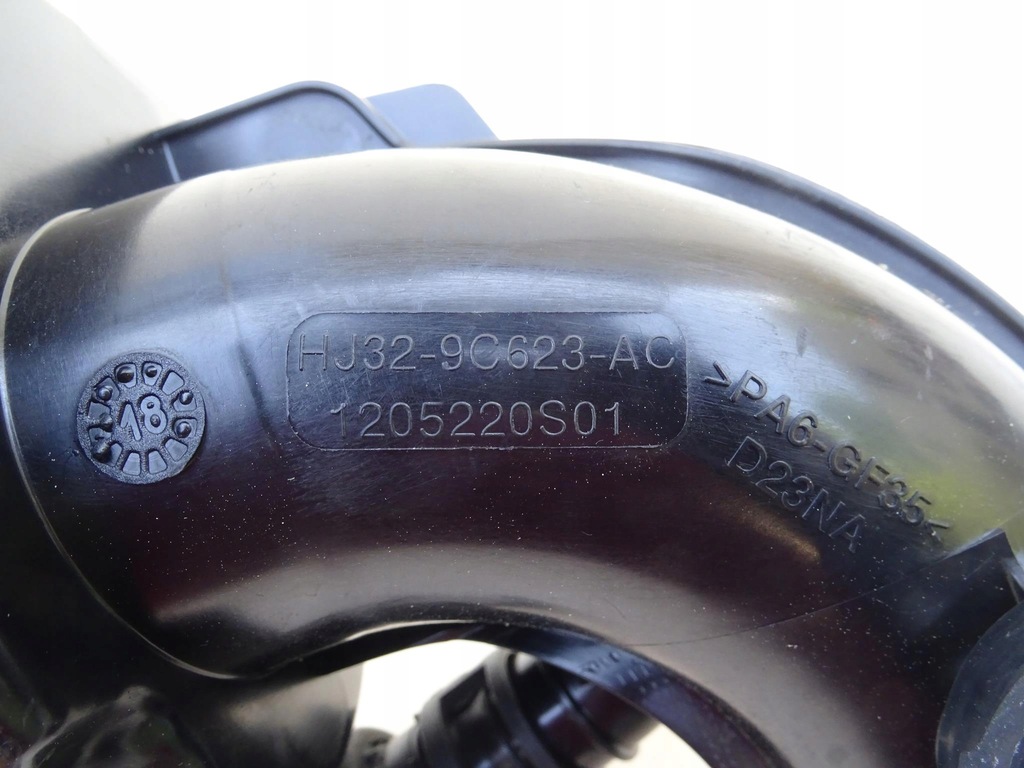 HJ32-9C623-AC
1205220S01
18
>PA6-GF35<
D23NA